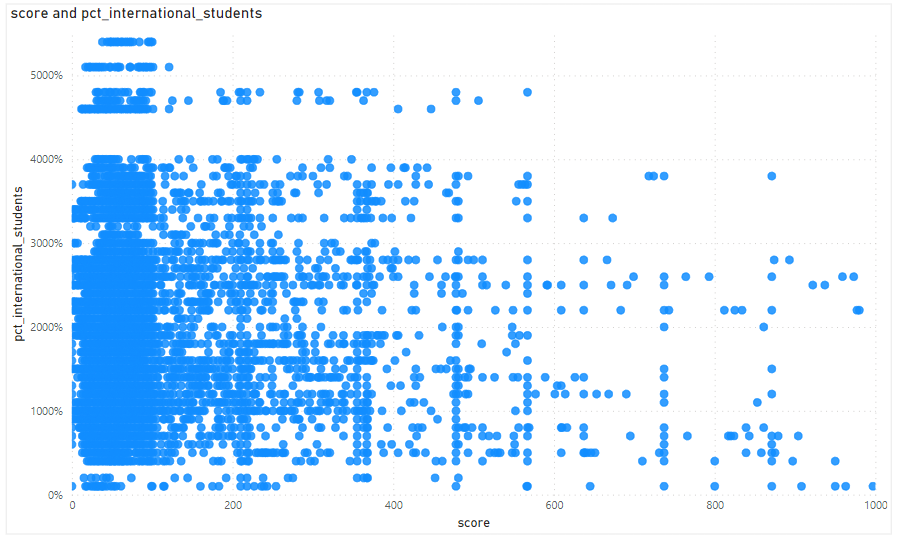 score and pct_international_students
5000%
4000%
3000%
2000%
1000%
0%
pct_international_students
0 200 400 600 800 1000
score